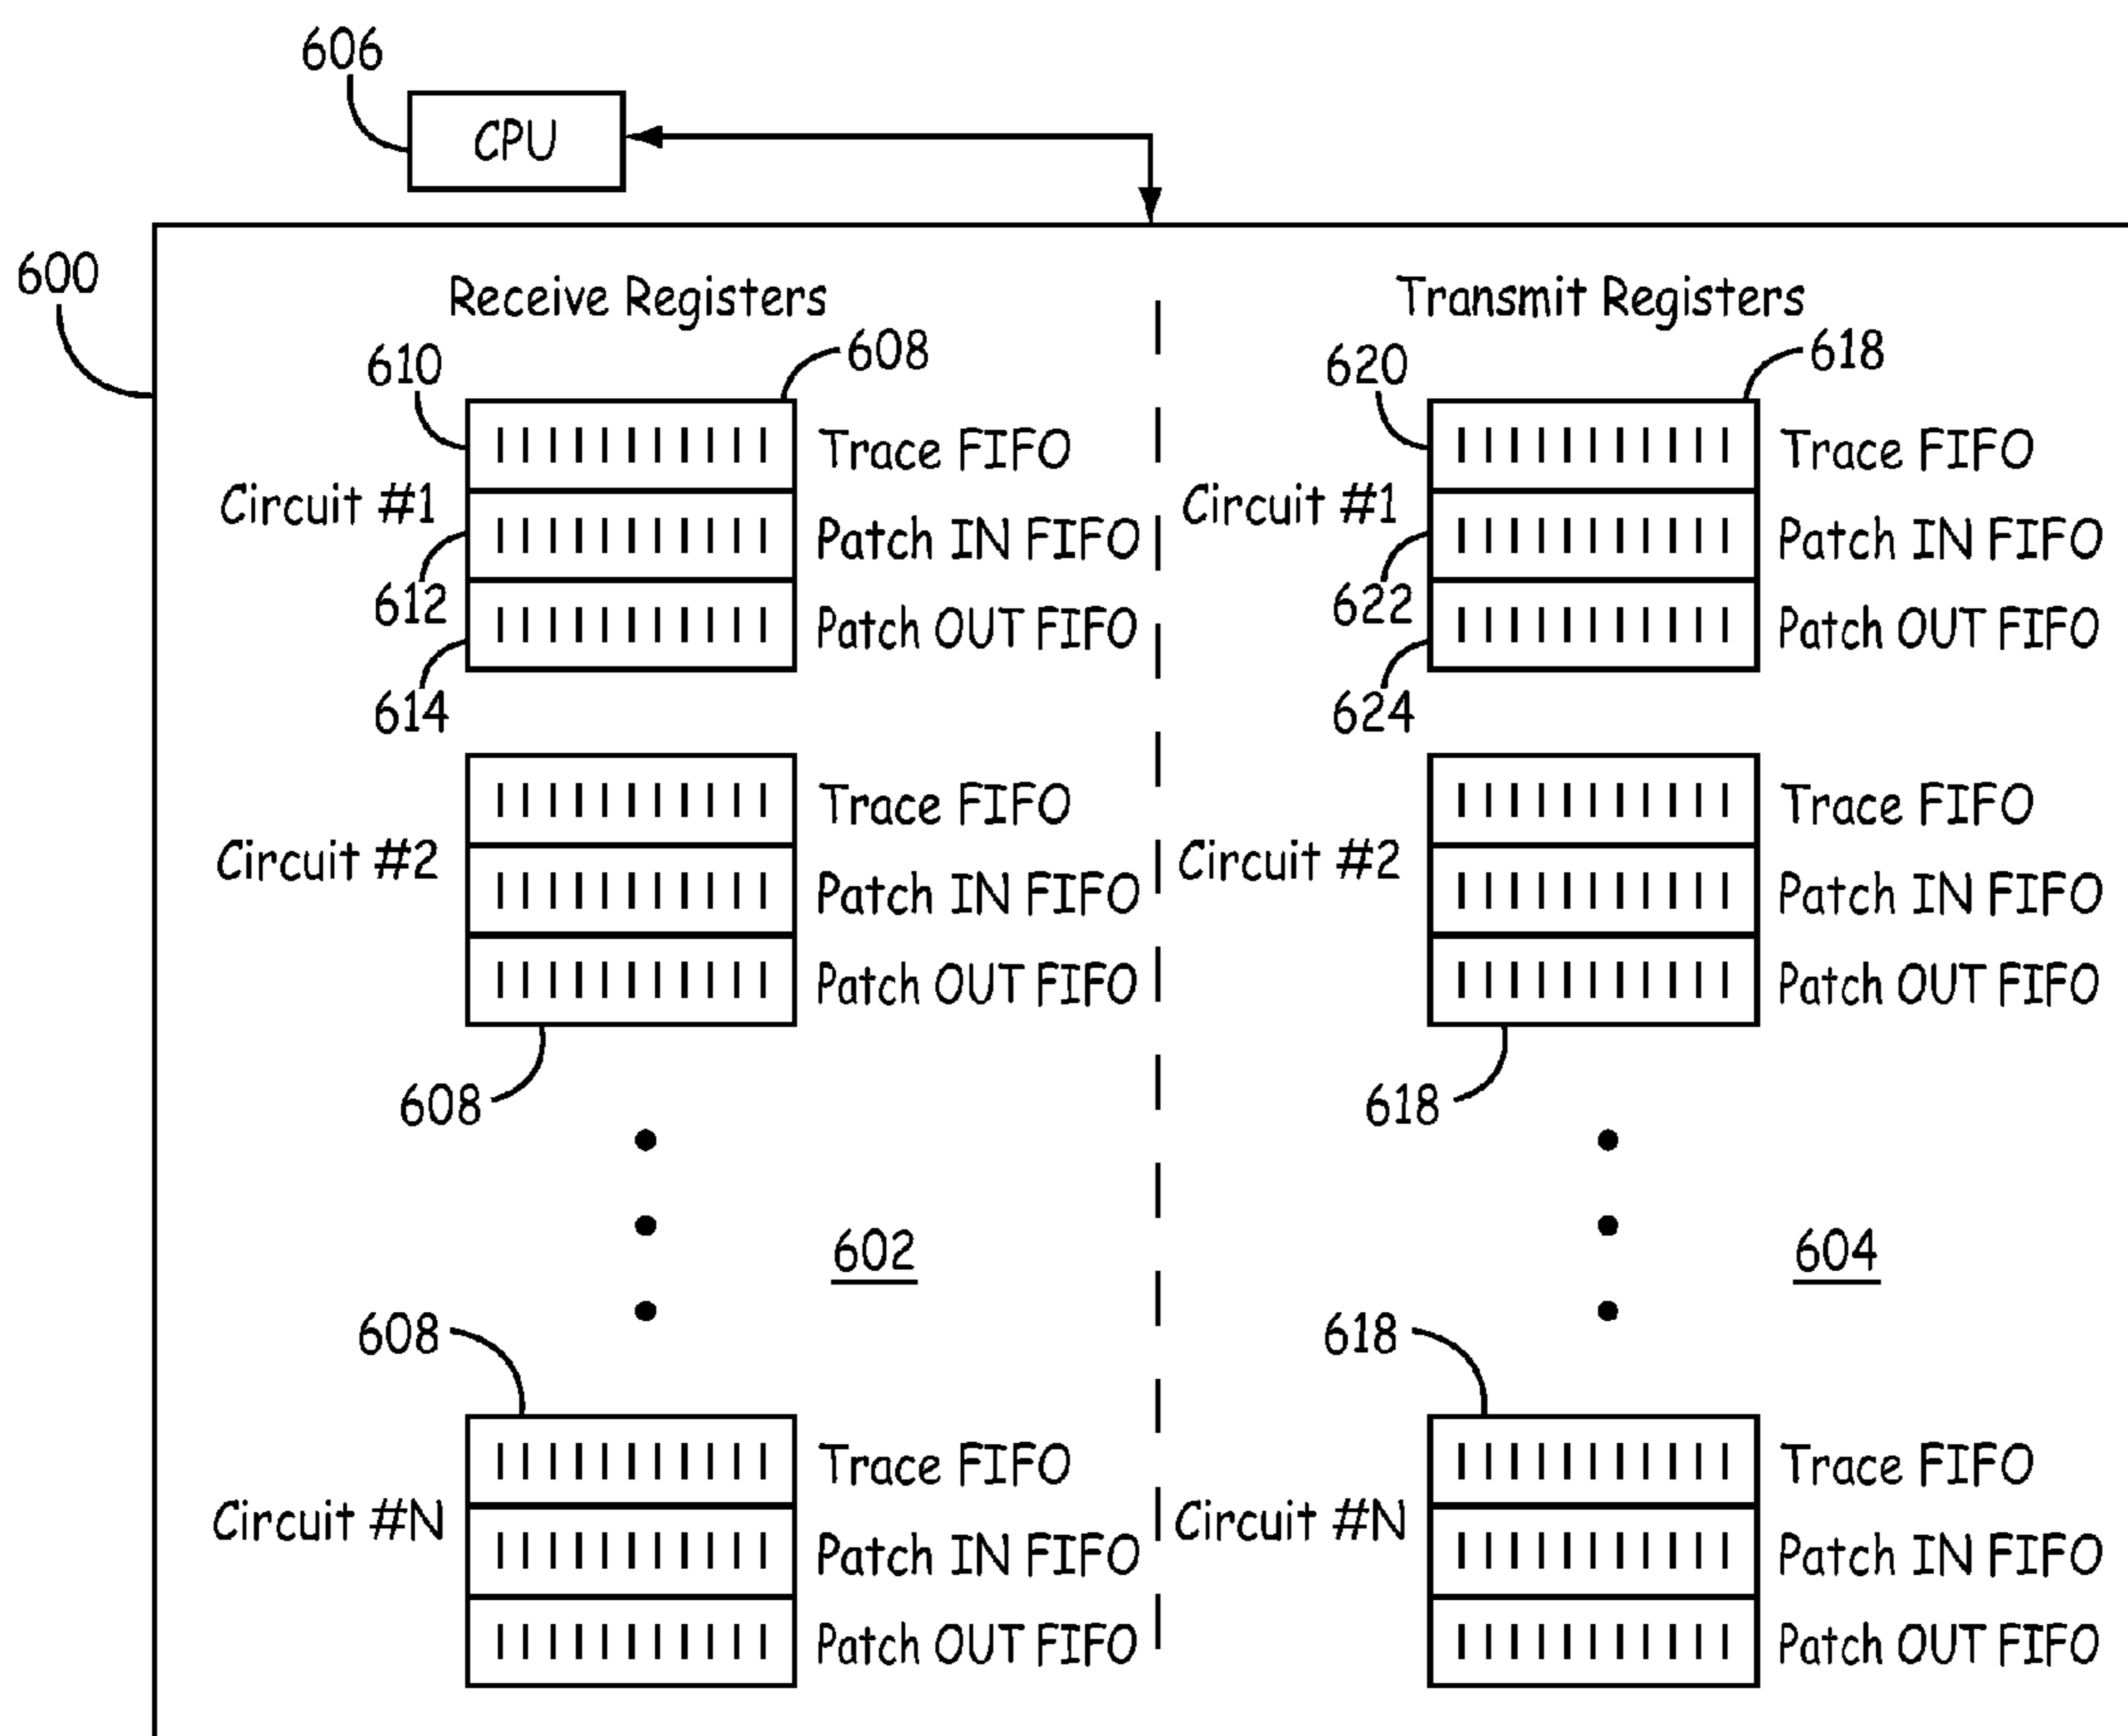 606
CPU
600
Receive Registers
Transmit Registers
610
608
620
618
Trace FIFO
Trace FIFO
Circuit #1
Patch IN FIFO
Circuit #1
Patch IN FIFO
612
Patch OUT FIFO
622
Patch OUT FIFO
614
624
Trace FIFO
Trace FIFO
Circuit #2
Patch IN FIFO
Circuit #2
Patch IN FIFO
Patch OUT FIFO
Patch OUT FIFO
608
618
602
604
608
618
Trace FIFO
Trace FIFO
Circuit #N
Patch IN FIFO
Circuit #N
Patch IN FIFO
Patch OUT FIFO
Patch OUT FIFO